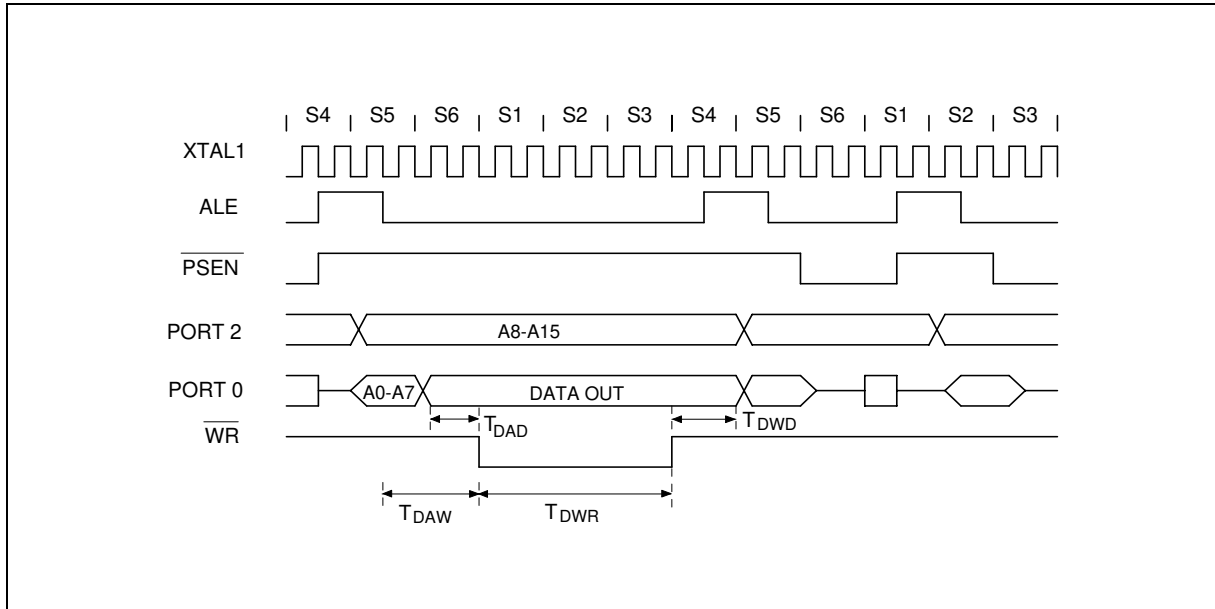 S4 S5 S6 S1 S2 S3 S4 S5 S6 S1 S2 S3
XTAL1
ALE
PSEN
PORT 2 A8-A15
PORT 0 A0-A7 DATA OUT
TDAD TDWD
WR
TDAW TDWR